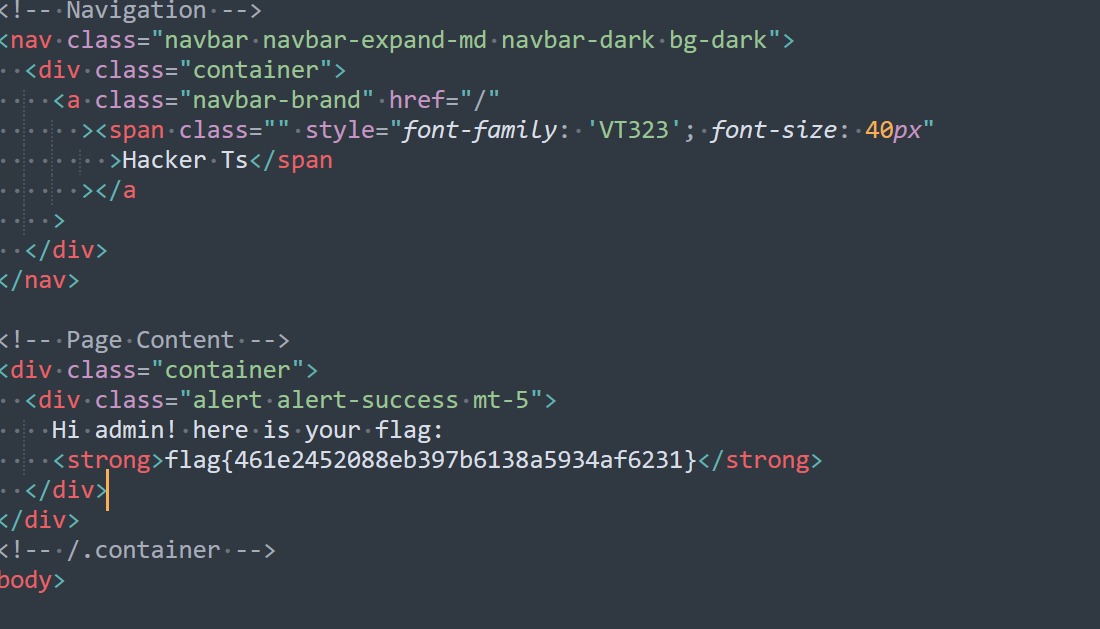 <!-- Navigation -->
<nav class="navbar navbar-expand-md navbar-dark bg-dark">
  <div class="container">
    <a class="navbar-brand" href="/"
      ><span class="" style="font-family: 'VT323'; font-size: 40px"
        >Hacker Ts</span
      ></a
    >
  </div>
</nav>

<!-- Page Content -->
<div class="container">
  <div class="alert alert-success mt-5">
    Hi admin! here is your flag:
    <strong>flag{461e2452088eb397b6138a5934af6231}</strong>
  </div>
</div>
<!-- /.container -->
body>